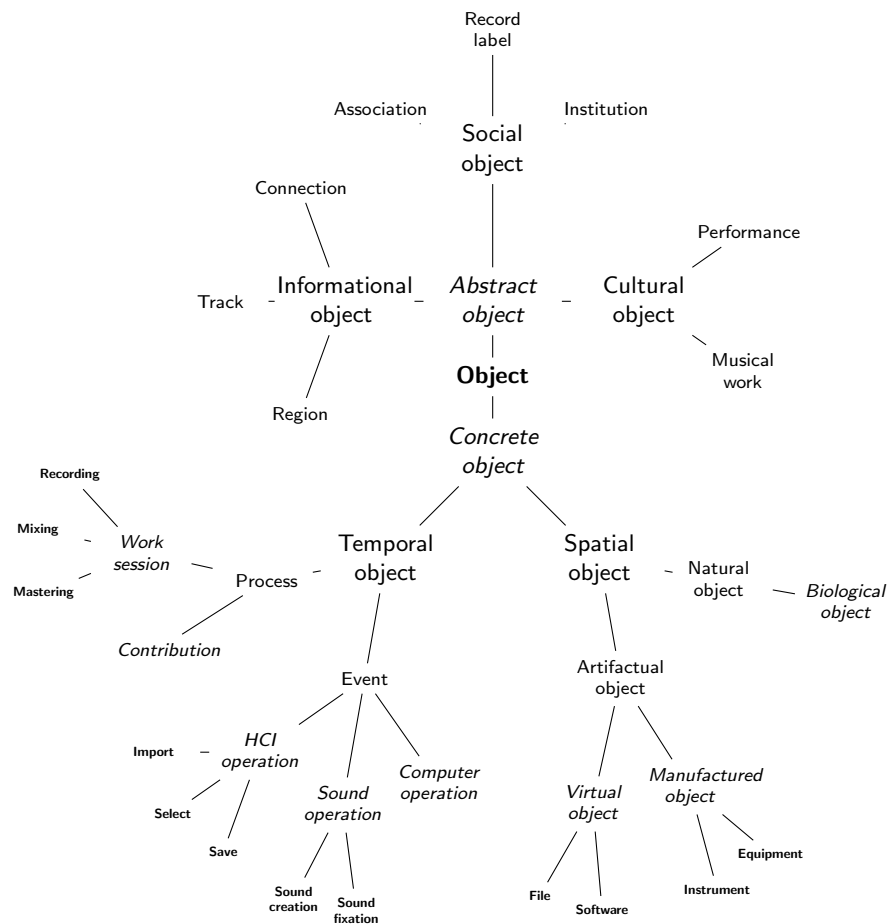 Record
label
Association
Institution
Social
object
Connection
Performance
Track
Informational
object
Abstract
object
Cultural
object
Musical
work
Object
Region
Concrete
object
Recording
Mixing
Work
session
Mastering
Temporal
object
Spatial
object
Process
Natural
object
Biological
object
Contribution
Event
Artifactual
object
Import
HCI
operation
Computer
operation
Select
Sound
operation
Virtual
object
Manufactured
object
Save
Equipment
Sound
creation
Sound
fixation
File
Software
Instrument